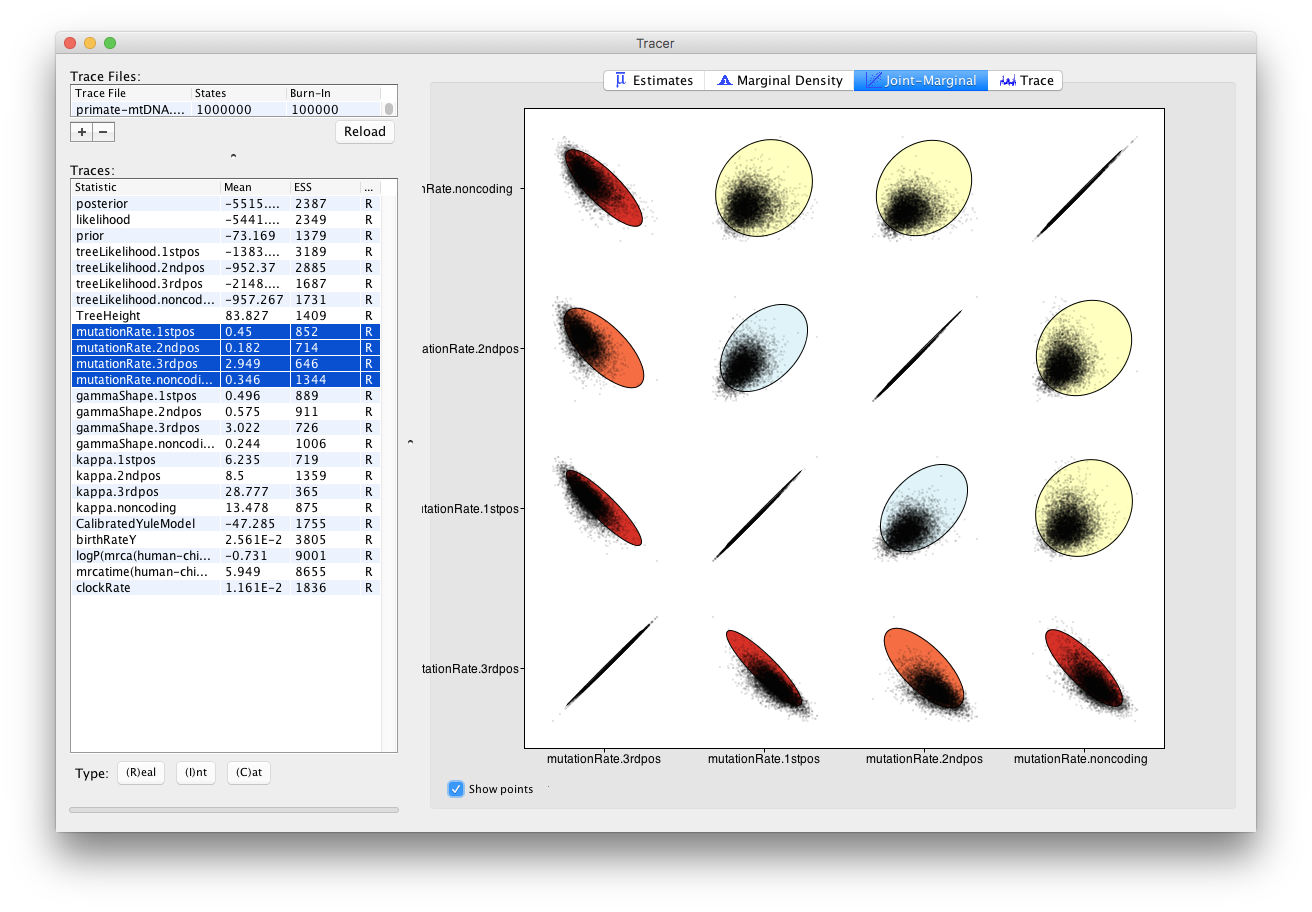 Tracer
Trace Files:
Trace File States Burn-In
primate-mtDNA.... 1000000 100000
+ − Reload
Traces:
Statistic Mean ESS ...
posterior −5515.... 2387 R
likelihood −5441.... 2349 R
prior −73.169 1379 R
treeLikelihood.1stpos −1383.... 3189 R
treeLikelihood.2ndpos −952.37 2885 R
treeLikelihood.3rdpos −2148.... 1687 R
treeLikelihood.noncod... −957.267 1731 R
TreeHeight 83.827 1409 R
mutationRate.1stpos 0.45 852 R
mutationRate.2ndpos 0.182 714 R
mutationRate.3rdpos 2.949 646 R
mutationRate.noncodi... 0.346 1344 R
gammaShape.1stpos 0.496 889 R
gammaShape.2ndpos 0.575 911 R
gammaShape.3rdpos 3.022 726 R
gammaShape.noncodi... 0.244 1006 R
kappa.1stpos 6.235 719 R
kappa.2ndpos 8.5 1359 R
kappa.3rdpos 28.777 365 R
kappa.noncoding 13.478 875 R
CalibratedYuleModel −47.285 1755 R
birthRateY 2.561E-2 3805 R
logP(mrca(human-chi... −0.731 9001 R
mrcatime(human-chi... 5.949 8655 R
clockRate 1.161E-2 1836 R
Type: (R)eal (I)nt (C)at
Estimates Marginal Density Joint-Marginal Trace
nRate.noncoding
ationRate.2ndpos
tationRate.1stpos
tationRate.3rdpos
mutationRate.3rdpos mutationRate.1stpos mutationRate.2ndpos mutationRate.noncoding
Show points